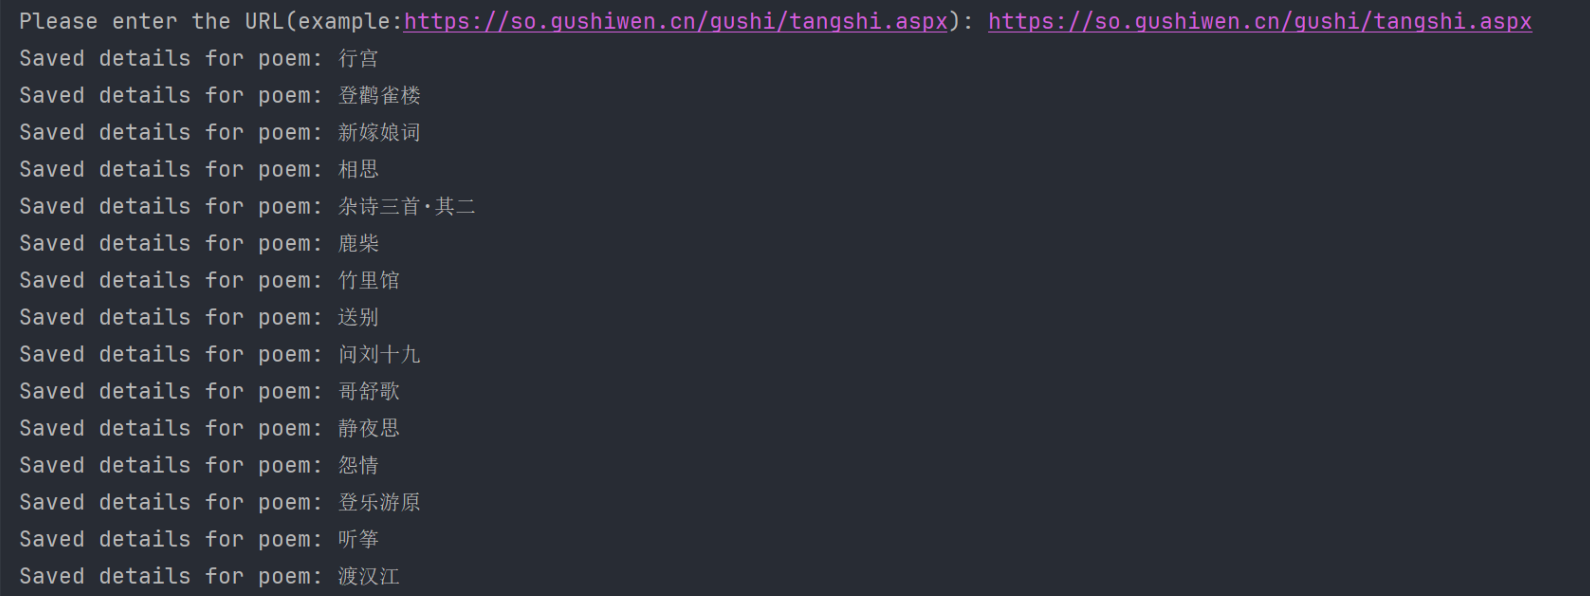 Please enter the URL(example:https://so.gushiwen.cn/gushi/tangshi.aspx): https://so.gushiwen.cn/gushi/tangshi.aspx
Saved details for poem: 行宫
Saved details for poem: 登鹳雀楼
Saved details for poem: 新嫁娘词
Saved details for poem: 相思
Saved details for poem: 杂诗三首·其二
Saved details for poem: 鹿柴
Saved details for poem: 竹里馆
Saved details for poem: 送别
Saved details for poem: 问刘十九
Saved details for poem: 哥舒歌
Saved details for poem: 静夜思
Saved details for poem: 怨情
Saved details for poem: 登乐游原
Saved details for poem: 听筝
Saved details for poem: 渡汉江